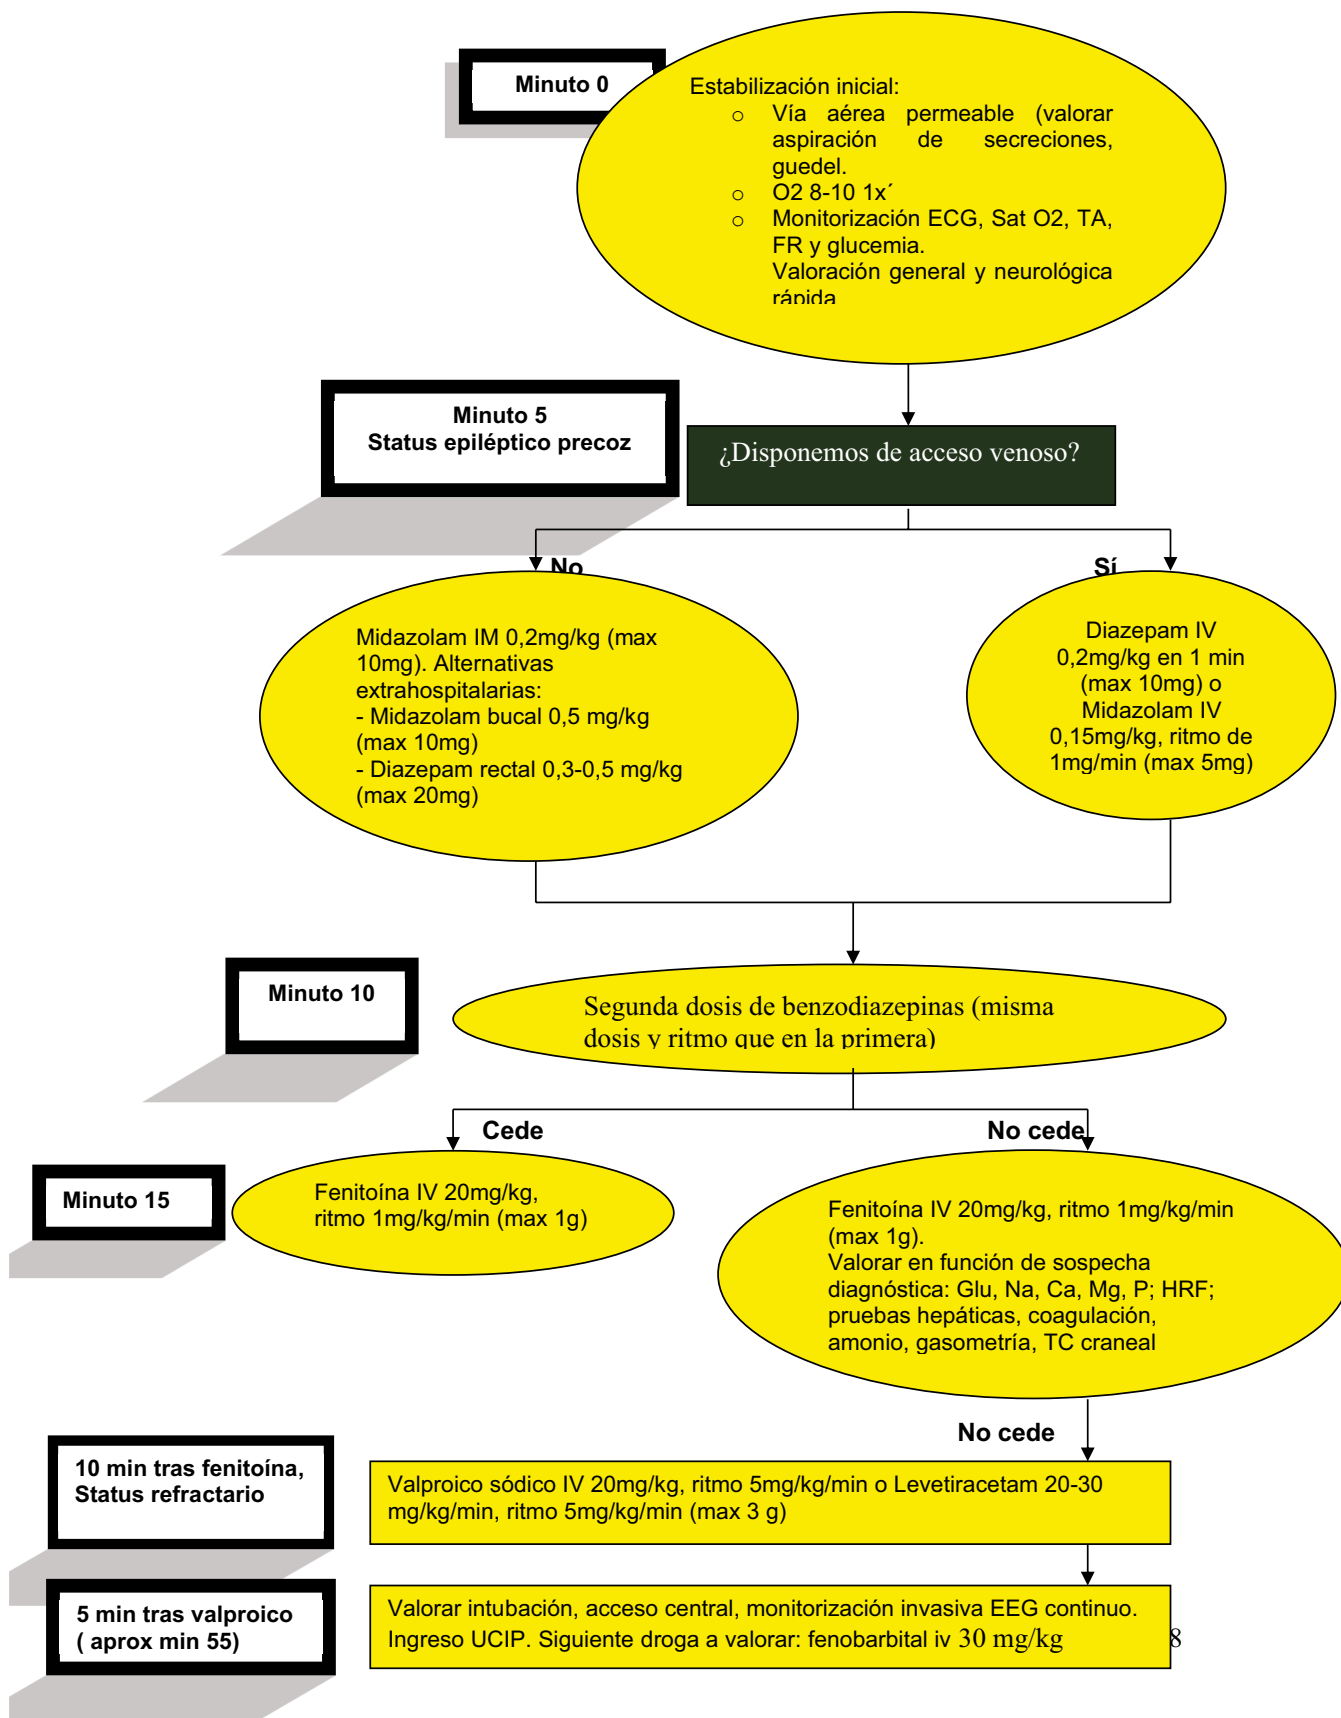 Minuto 0
Estabilización inicial:
o Vía aérea permeable (valorar
aspiración de secreciones,
guedel.
o O2 8-10 1x´
o Monitorización ECG, Sat O2, TA,
FR y glucemia.
Valoración general y neurológica
rápida
Minuto 5
Status epiléptico precoz
¿Disponemos de acceso venoso?
No
Sí
Midazolam IM 0,2mg/kg (max
10mg). Alternativas
extrahospitalarias:
- Midazolam bucal 0,5 mg/kg
(max 10mg)
- Diazepam rectal 0,3-0,5 mg/kg
(max 20mg)
Diazepam IV
0,2mg/kg en 1 min
(max 10mg) o
Midazolam IV
0,15mg/kg, ritmo de
1mg/min (max 5mg)
Minuto 10
Segunda dosis de benzodiazepinas (misma
dosis y ritmo que en la primera)
Cede
No cede
Minuto 15
Fenitoína IV 20mg/kg,
ritmo 1mg/kg/min (max 1g)
Fenitoína IV 20mg/kg, ritmo 1mg/kg/min
(max 1g).
Valorar en función de sospecha
diagnóstica: Glu, Na, Ca, Mg, P; HRF;
pruebas hepáticas, coagulación,
amonio, gasometría, TC craneal
No cede
10 min tras fenitoína,
Status refractario
Valproico sódico IV 20mg/kg, ritmo 5mg/kg/min o Levetiracetam 20-30
mg/kg/min, ritmo 5mg/kg/min (max 3 g)
5 min tras valproico
( aprox min 55)
Valorar intubación, acceso central, monitorización invasiva EEG continuo.
Ingreso UCIP. Siguiente droga a valorar: fenobarbital iv 30 mg/kg
8